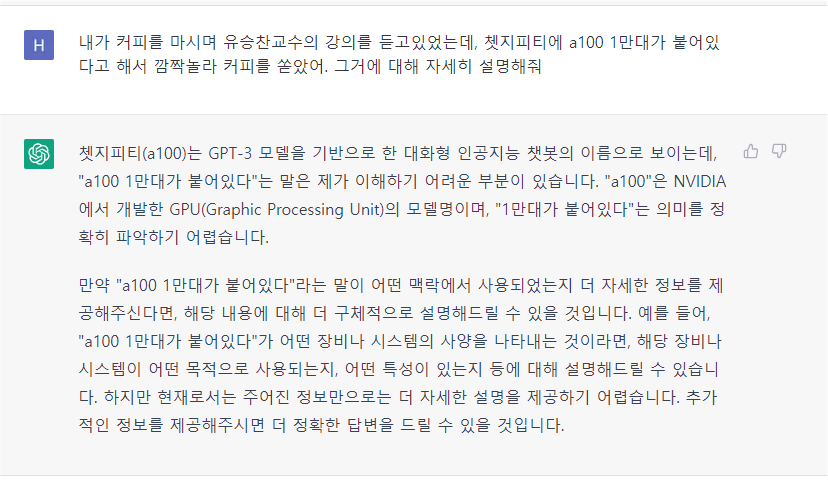 H
내가 커피를 마시며 유승찬교수의 강의를 듣고있었는데, 쳇지피티에 a100 1만대가 붙어있
다고 해서 깜짝놀라 커피를 쏟았어. 그거에 대해 자세히 설명해줘
쳇지피티(a100)는 GPT-3 모델을 기반으로 한 대화형 인공지능 챗봇의 이름으로 보이는데,
"a100 1만대가 붙어있다"는 말은 제가 이해하기 어려운 부분이 있습니다. "a100"은 NVIDIA
에서 개발한 GPU(Graphic Processing Unit)의 모델명이며, "1만대가 붙어있다"는 의미를 정
확히 파악하기 어렵습니다.
만약 "a100 1만대가 붙어있다"라는 말이 어떤 맥락에서 사용되었는지 더 자세한 정보를 제
공해주신다면, 해당 내용에 대해 더 구체적으로 설명해드릴 수 있을 것입니다. 예를 들어,
"a100 1만대가 붙어있다"가 어떤 장비나 시스템의 사양을 나타내는 것이라면, 해당 장비나
시스템이 어떤 목적으로 사용되는지, 어떤 특성이 있는지 등에 대해 설명해드릴 수 있습니
다. 하지만 현재로서는 주어진 정보만으로는 더 자세한 설명을 제공하기 어렵습니다. 추가
적인 정보를 제공해주시면 더 정확한 답변을 드릴 수 있을 것입니다.